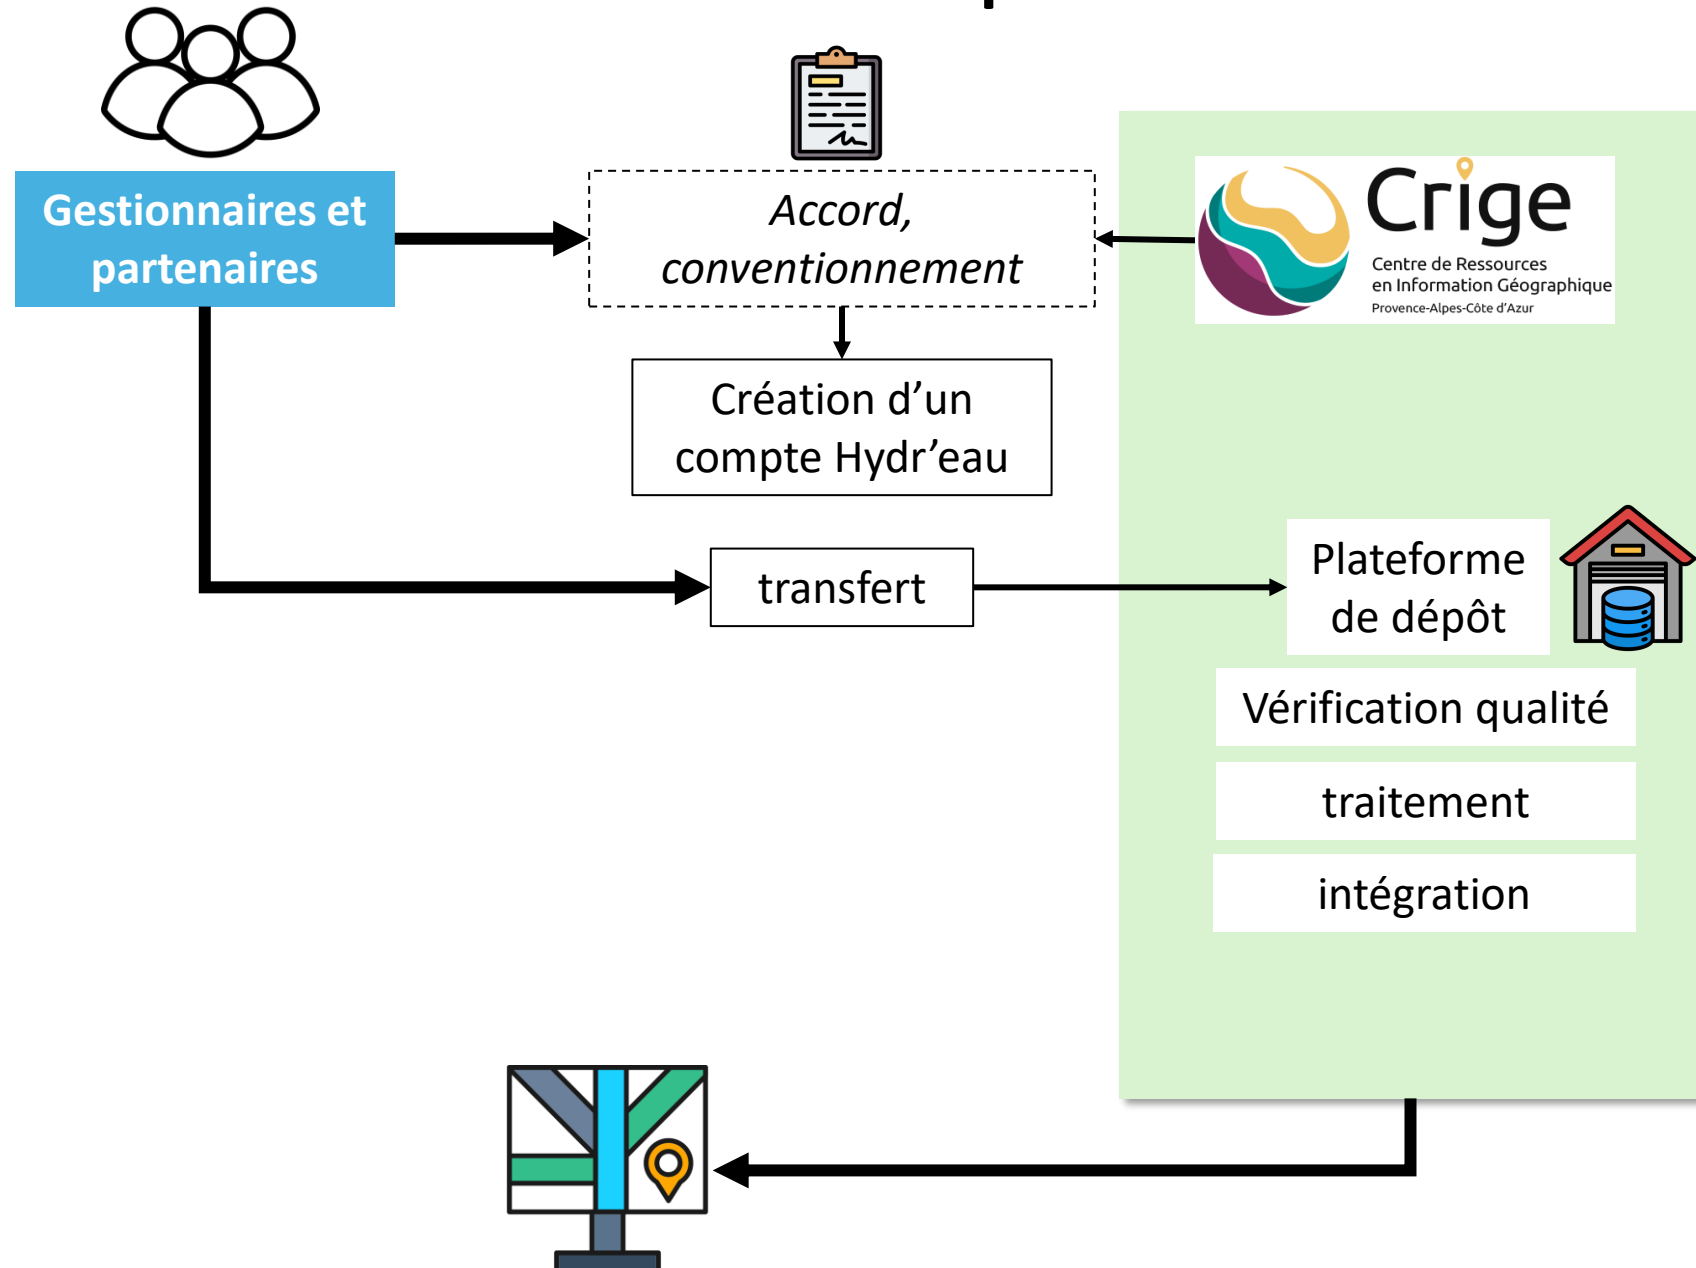 Gestionnaires et
partenaires
Accord,
conventionnement
Crige
Centre de Ressources
en Information Géographique
Provence-Alpes-Côte d'Azur
Création d’un
compte Hydr’eau
transfert
Plateforme
de dépôt
Vérification qualité
traitement
intégration